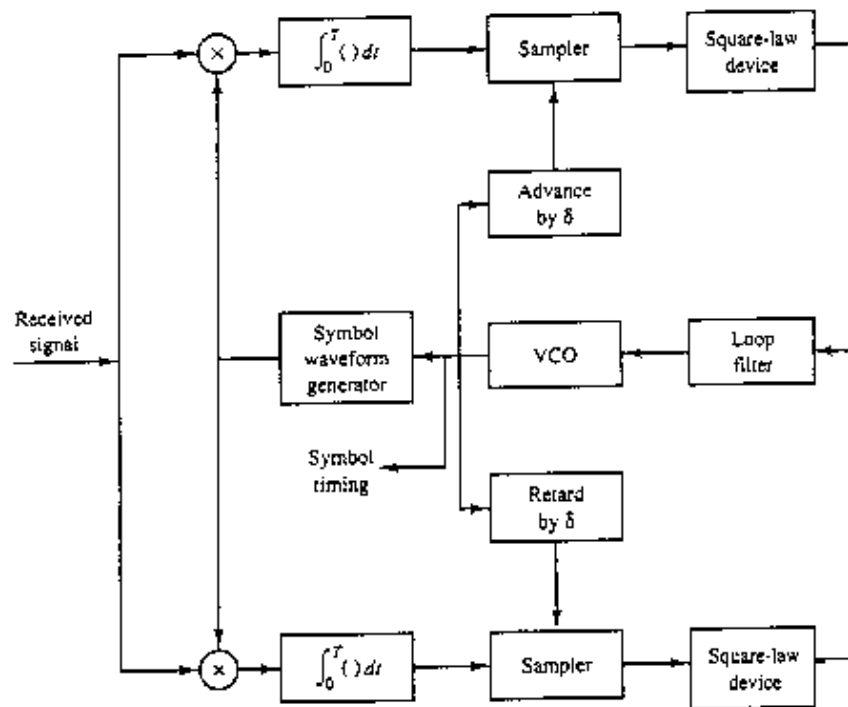 × ∫₀ᵀ ( ) dt Sampler Square-law
device
Advance
by δ
Received
signal
Symbol
waveform
generator
VCO
Loop
filter
Symbol
timing
Retard
by δ
× ∫₀ᵀ ( ) dt Sampler Square-law
device